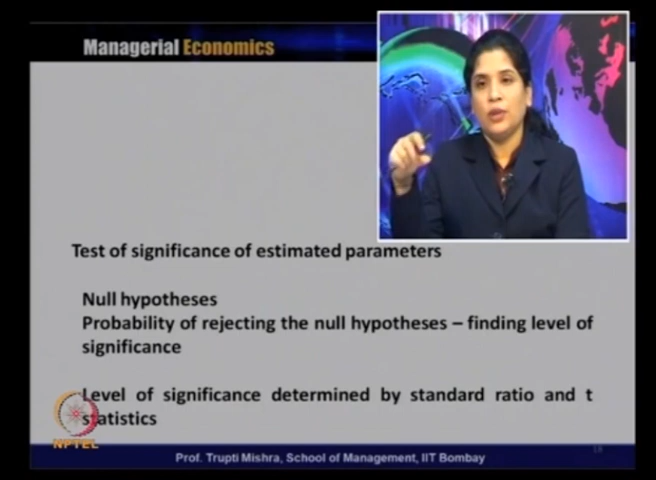 Managerial Economics
Test of significance of estimated parameters
Null hypotheses
Probability of rejecting the null hypotheses – finding level of
significance
Level of significance determined by standard ratio and t
statistics
NPTEL
Prof. Trupti Mishra, School of Management, IIT Bombay